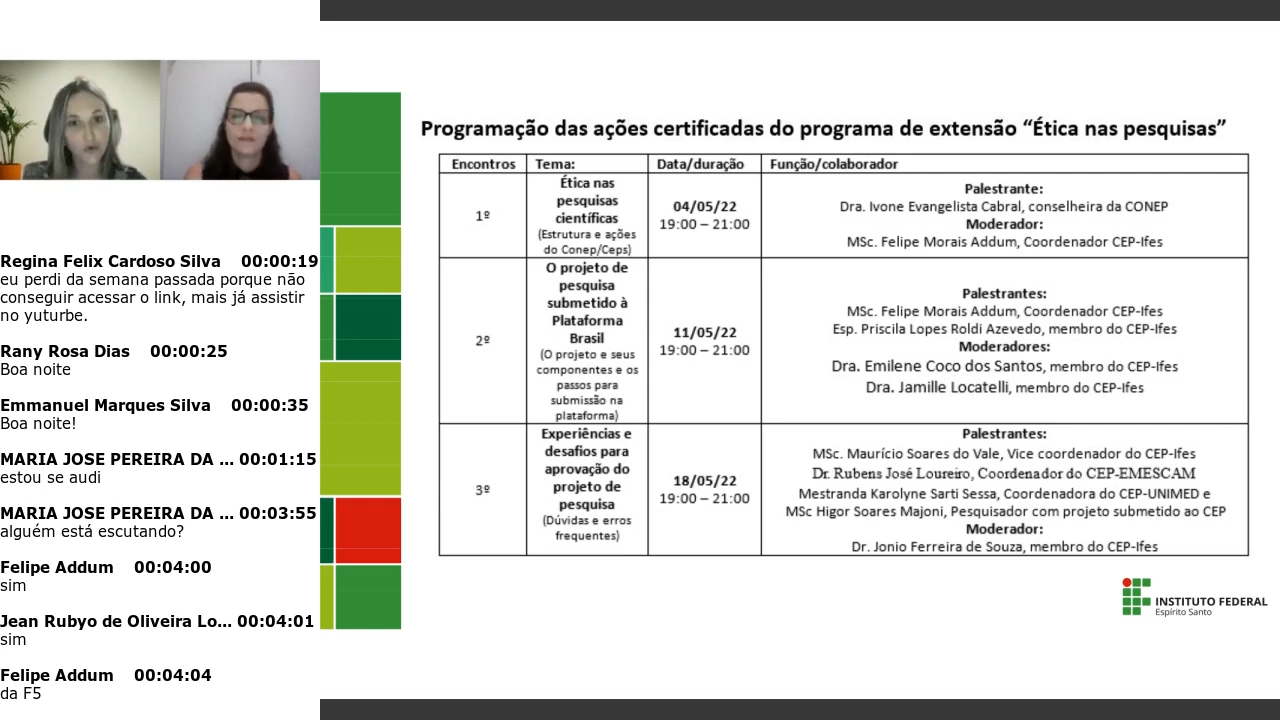 Regina Felix Cardoso Silva 00:00:19
eu perdi da semana passada porque não
conseguir acessar o link, mais já assistir
no yuturbe.
Rany Rosa Dias 00:00:25
Boa noite
Emmanuel Marques Silva 00:00:35
Boa noite!
MARIA JOSE PEREIRA DA ... 00:01:15
estou se audi
MARIA JOSE PEREIRA DA ... 00:03:55
alguém está escutando?
Felipe Addum 00:04:00
sim
Jean Rubyo de Oliveira Lo... 00:04:01
sim
Felipe Addum 00:04:04
da F5
Programação das ações certificadas do programa de extensão “Ética nas pesquisas”
Encontros Tema: Data/duração Função/colaborador
1º
Ética nas
pesquisas
científicas
(Estrutura e ações
do Conep/Ceps)
04/05/22
19:00 – 21:00
Palestrante:
Dra. Ivone Evangelista Cabral, conselheira da CONEP
Moderador:
MSc. Felipe Morais Addum, Coordenador CEP-Ifes
2º
O projeto de
pesquisa
submetido à
Plataforma
Brasil
(O projeto e seus
componentes e os
passos para
submissão na
plataforma)
11/05/22
19:00 – 21:00
Palestrantes:
MSc. Felipe Morais Addum, Coordenador CEP-Ifes
Esp. Priscila Lopes Roldi Azevedo, membro do CEP-Ifes
Moderadores:
Dra. Emilene Coco dos Santos, membro do CEP-Ifes
Dra. Jamille Locatelli, membro do CEP-Ifes
3º
Experiências e
desafios para
aprovação do
projeto de
pesquisa
(Dúvidas e erros
frequentes)
18/05/22
19:00 – 21:00
Palestrantes:
MSc. Maurício Soares do Vale, Vice coordenador do CEP-Ifes
Dr. Rubens José Loureiro, Coordenador do CEP-EMESCAM
Mestranda Karolyne Sarti Sessa, Coordenadora do CEP-UNIMED e
MSc Higor Soares Majoni, Pesquisador com projeto submetido ao CEP
Moderador:
Dr. Jonio Ferreira de Souza, membro do CEP-Ifes
INSTITUTO FEDERAL
Espírito Santo